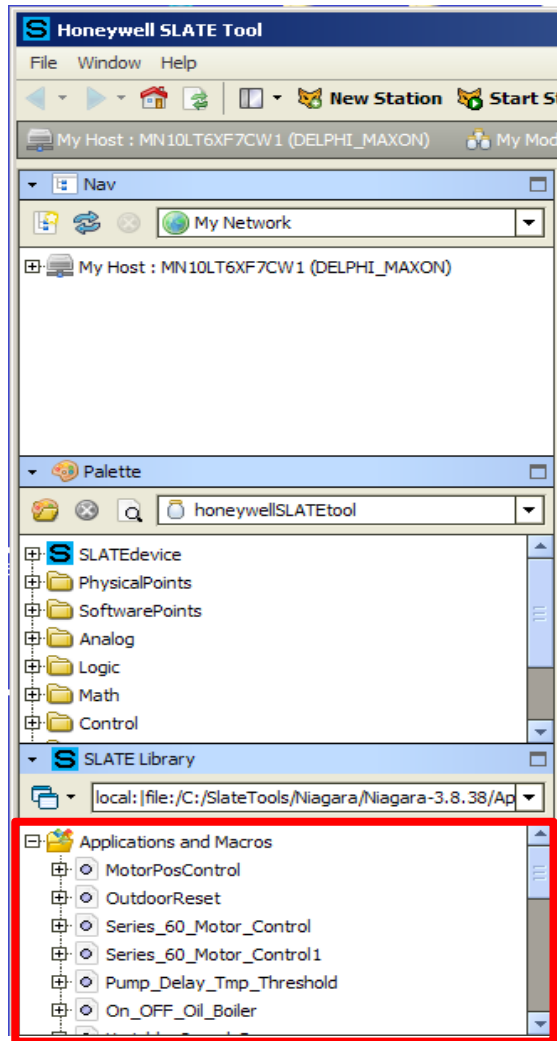 Honeywell SLATE Tool
File Window Help
New Station Start S
My Host : MN10LT6XF7CW1 (DELPHI_MAXON) My Mod
Nav
My Network
My Host : MN10LT6XF7CW1 (DELPHI_MAXON)
Palette
honeywellSLATEtool
SLATEdevice
PhysicalPoints
SoftwarePoints
Analog
Logic
Math
Control
SLATE Library
local:|file:/C:/SlateTools/Niagara/Niagara-3.8.38/Ap
Applications and Macros
MotorPosControl
OutdoorReset
Series_60_Motor_Control
Series_60_Motor_Control1
Pump_Delay_Tmp_Threshold
On_OFF_Oil_Boiler